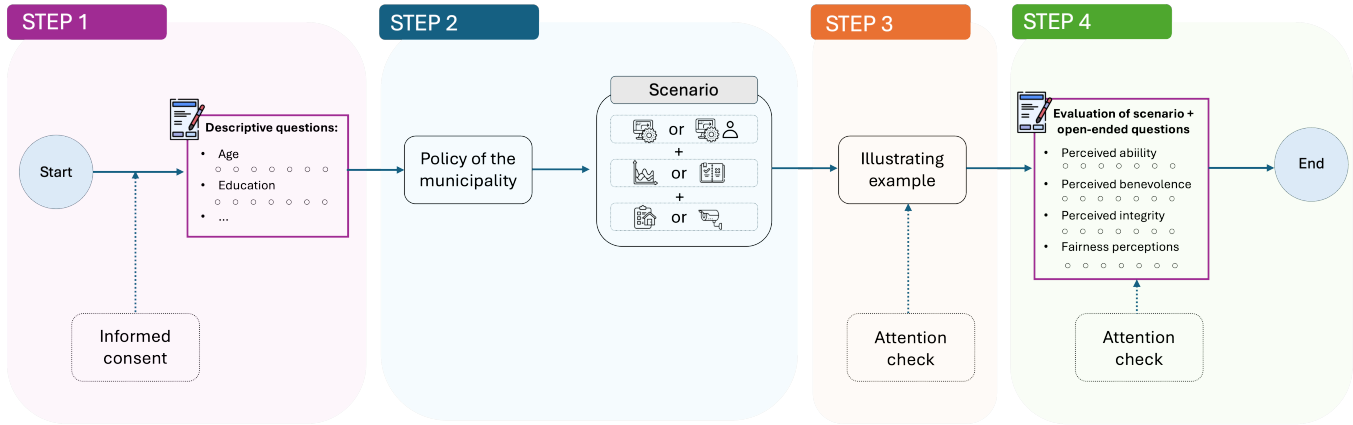 STEP 1
Start
Descriptive questions:
• Age
• Education
• ...
Informed
consent
STEP 2
Policy of the
municipality
Scenario
or
+
or
+
or
STEP 3
Illustrating
example
Attention
check
STEP 4
Evaluation of scenario +
open-ended questions
• Perceived abiility
• Perceived benevolence
• Perceived integrity
• Fairness perceptions
Attention
check
End